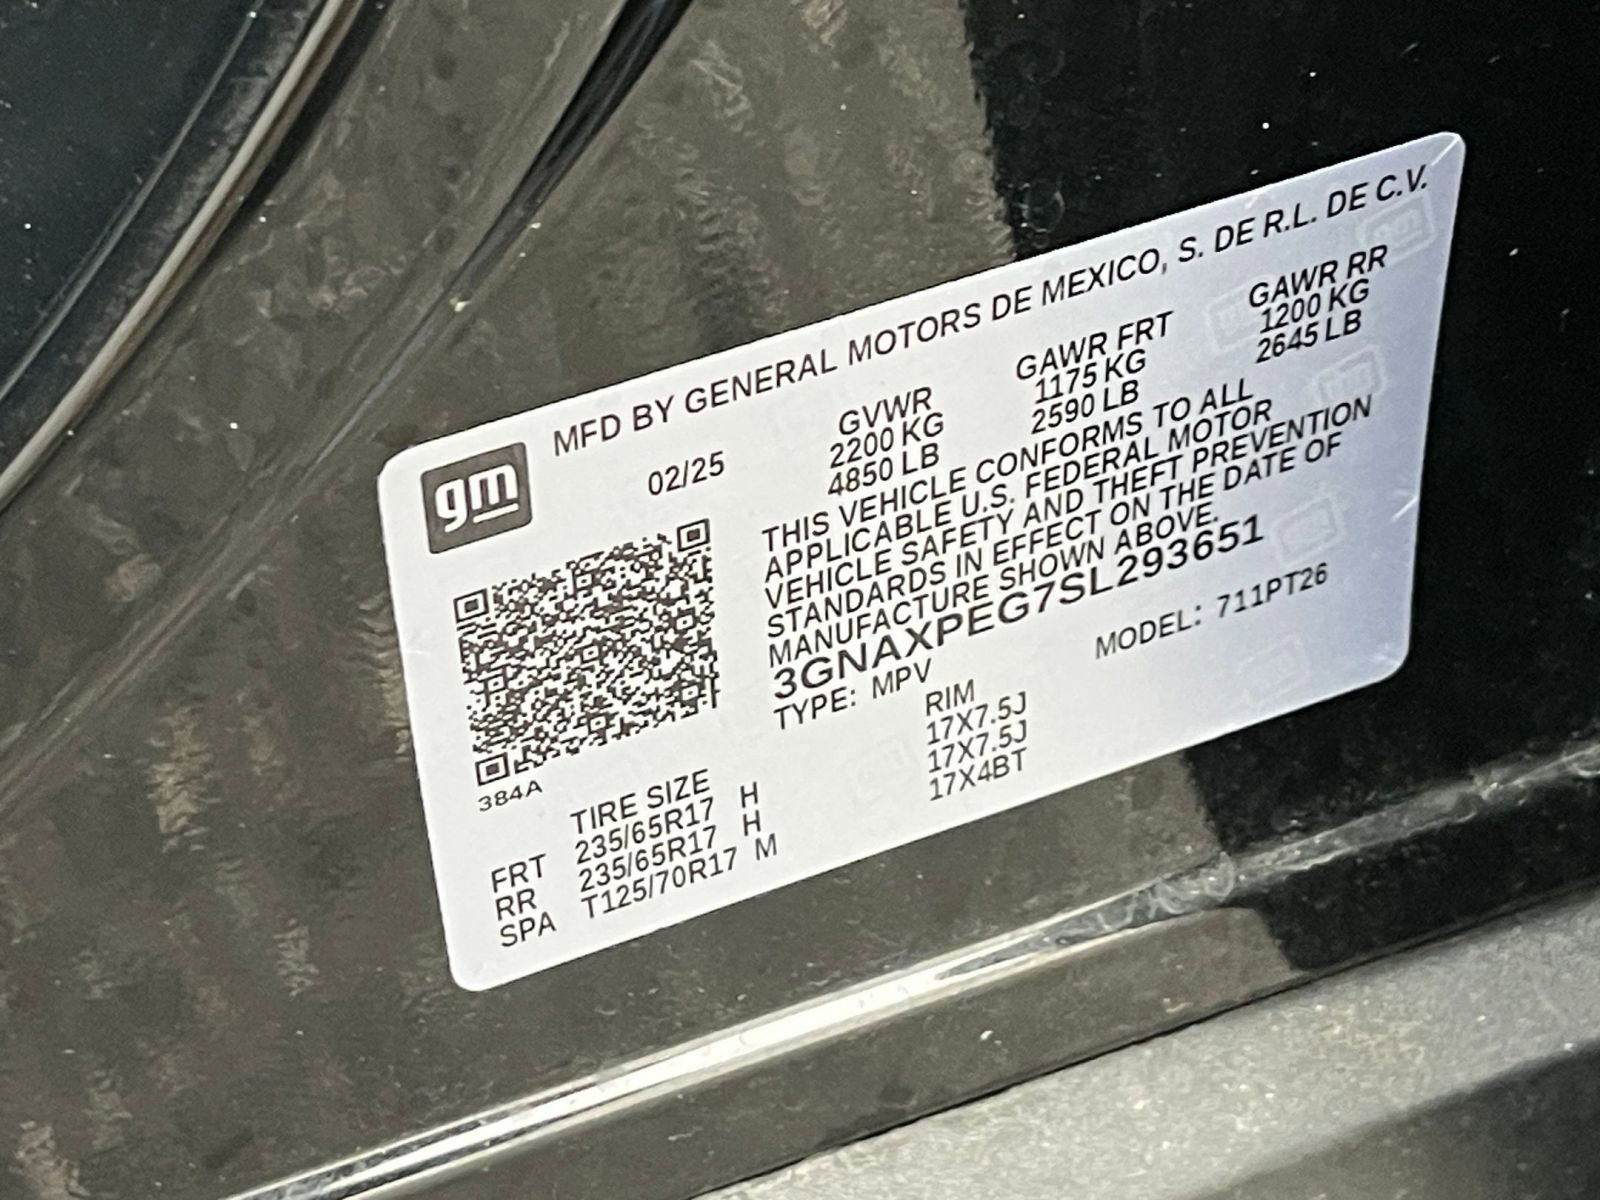 MFD BY GENERAL MOTORS DE MEXICO, S. DE R.L. DE C.V.
gm
02/25
GVWR GAWR FRT GAWR RR
2200 KG 1175 KG 1200 KG
4850 LB 2590 LB 2645 LB
THIS VEHICLE CONFORMS TO ALL
APPLICABLE U.S. FEDERAL MOTOR
VEHICLE SAFETY AND THEFT PREVENTION
STANDARDS IN EFFECT ON THE DATE OF
MANUFACTURE SHOWN ABOVE.
3GNAXPEG7SL293651
TYPE: MPV MODEL: 711PT26
384A
TIRE SIZE RIM
FRT 235/65R17 H 17X7.5J
RR 235/65R17 H 17X7.5J
SPA T125/70R17 M 17X4BT